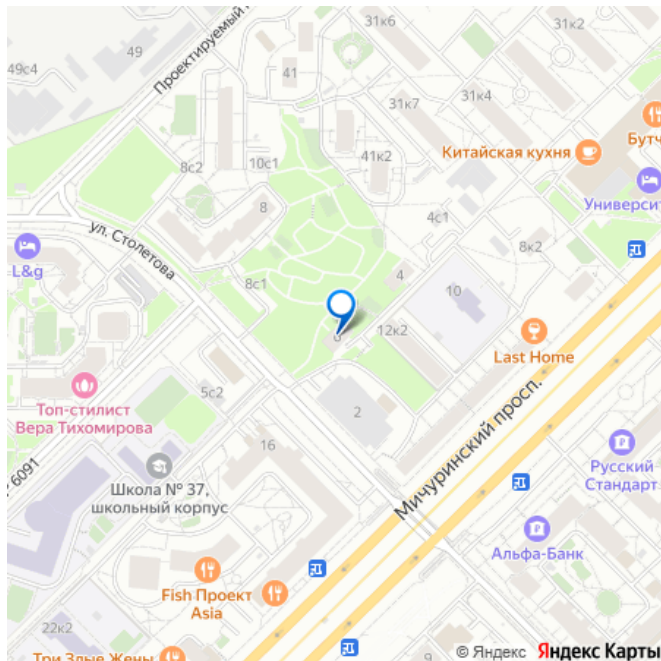 31к6
31к2
49
49с4
Проектируемый
41
31к7
31к4
Бутч
Китайская кухня
10с1
8с2
41к2
Университ
8
4с1
ул. Столетова
8к2
L&g
8с1
4
10
6
12к2
Last Home
Топ-стилист
Вера Тихомирова
5с2
2
Мичуринский просп.
16
6091
Школа № 37,
школьный корпус
Русский
Стандарт
Альфа-Банк
Fish Проект
Asia
22к2
Три Злые Жены
9
© Яндекс Яндекс Карты